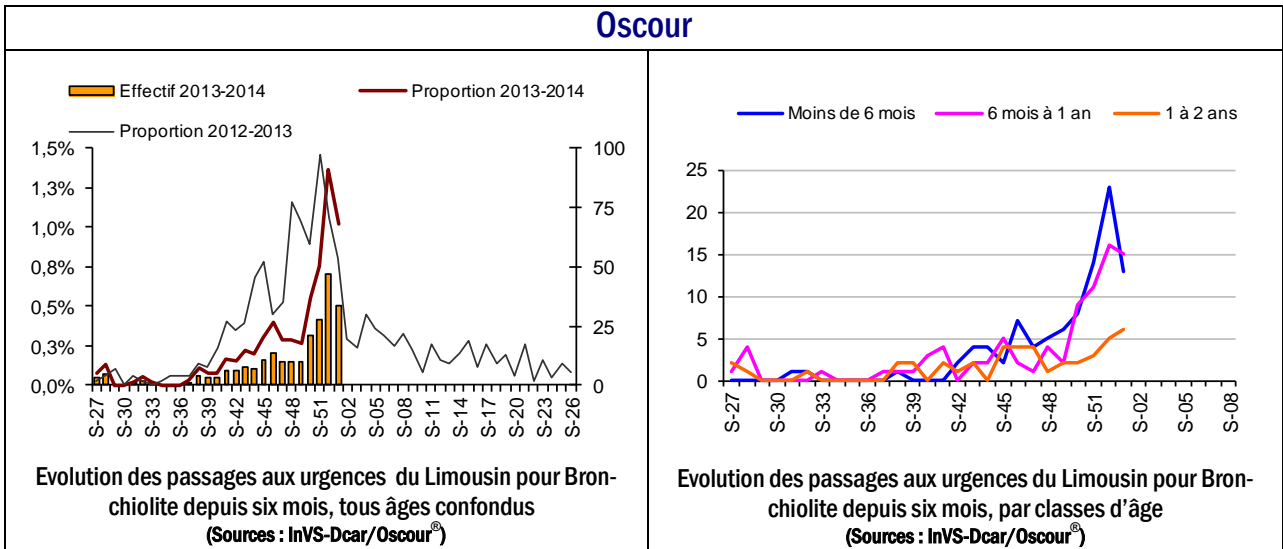 Oscour
Effectif 2013-2014
Proportion 2013-2014
Proportion 2012-2013
1,5%
1,3%
1,0%
0,8%
0,5%
0,3%
0,0%
100
75
50
25
0
S-27
S-30
S-33
S-36
S-39
S-42
S-45
S-48
S-51
S-02
S-05
S-08
S-11
S-14
S-17
S-20
S-23
S-26
Evolution des passages aux urgences du Limousin pour Bron-
chiolite depuis six mois, tous âges confondus
(Sources : InVS-Dcar/Oscour®)
Moins de 6 mois
6 mois à 1 an
1 à 2 ans
25
20
15
10
5
0
S-27
S-30
S-33
S-36
S-39
S-42
S-45
S-48
S-51
S-02
S-05
S-08
Evolution des passages aux urgences du Limousin pour Bron-
chiolite depuis six mois, par classes d’âge
(Sources : InVS-Dcar/Oscour®)